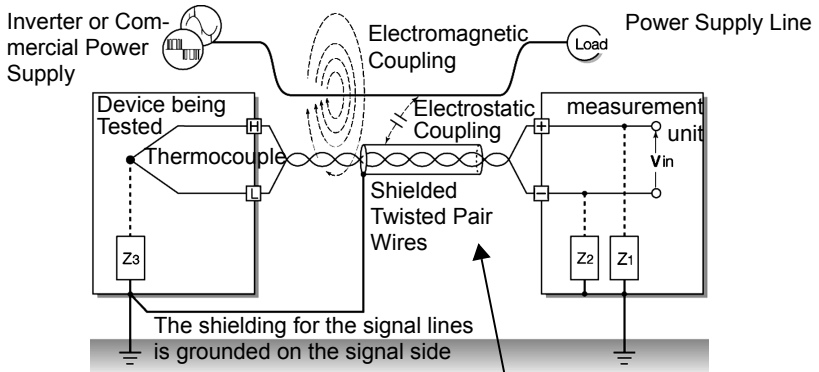 Inverter or Com-
mercial Power
Supply
Electromagnetic
Coupling
Load
Power Supply Line
Device being
Tested
H
Thermocouple
L
Z3
Electrostatic
Coupling
Shielded
Twisted Pair
Wires
measurement
unit
+
Vin
−
Z2
Z1
The shielding for the signal lines
is grounded on the signal side